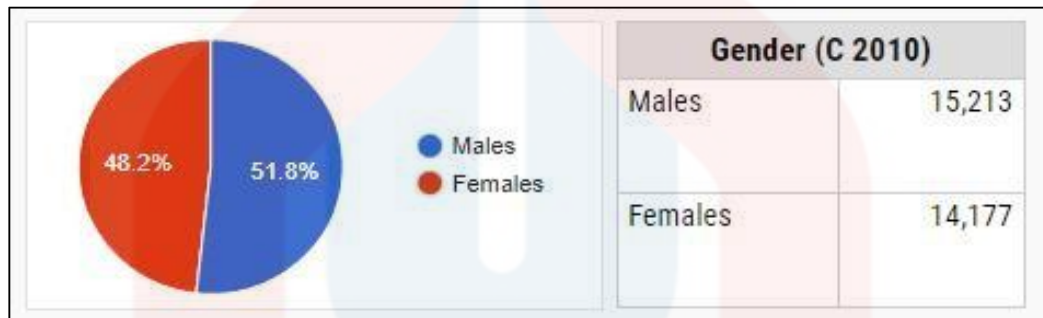 48.2%
51.8%
Males
Females
Gender (C 2010)
Males 15,213
Females 14,177